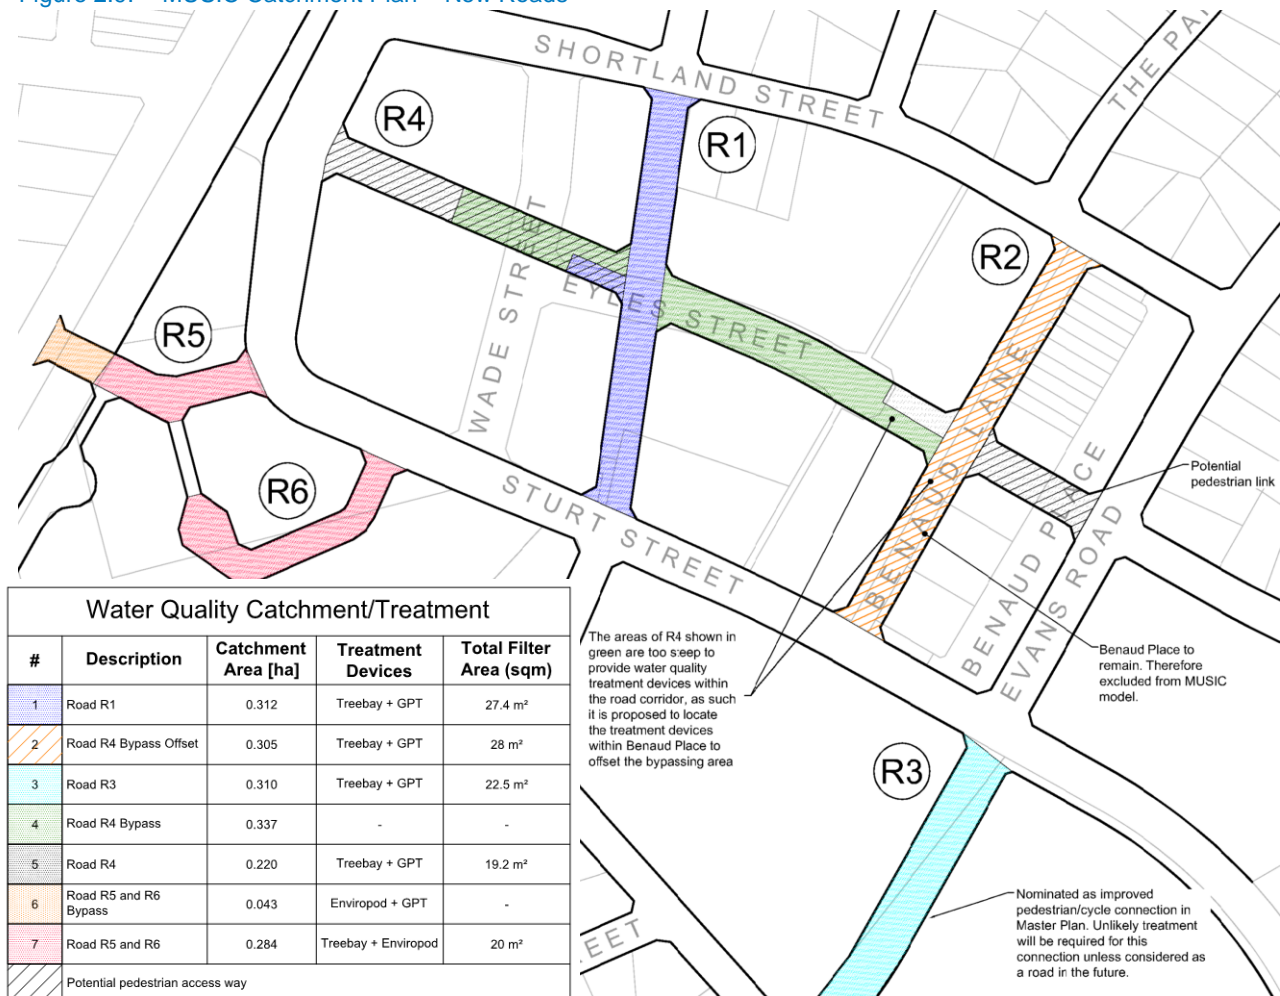 Figure 2.6: MUSIC Catchment Plan – New Roads
SHORTLAND STREET
THE PAR
R4
R1
R2
WADE STREET
EYLES STREET
R5
R6
STURT STREET
BENAUD LANE
BENAUD PLACE
EVANS ROAD
Potential
pedestrian link
The areas of R4 shown in
green are too steep to
provide water quality
treatment devices within
the road corridor, as such
it is proposed to locate
the treatment devices
within Benaud Place to
offset the bypassing area
Benaud Place to
remain. Therefore
excluded from MUSIC
model.
R3
Nominated as improved
pedestrian/cycle connection in
Master Plan. Unlikely treatment
will be required for this
connection unless considered as
a road in the future.
EET
Water Quality Catchment/Treatment
# Description Catchment Area [ha] Treatment Devices Total Filter Area (sqm)
1 Road R1 0.312 Treebay + GPT 27.4 m²
2 Road R4 Bypass Offset 0.305 Treebay + GPT 28 m²
3 Road R3 0.310 Treebay + GPT 22.5 m²
4 Road R4 Bypass 0.337 - -
5 Road R4 0.220 Treebay + GPT 19.2 m²
6 Road R5 and R6 Bypass 0.043 Enviropod + GPT -
7 Road R5 and R6 0.284 Treebay + Enviropod 20 m²
Potential pedestrian access way